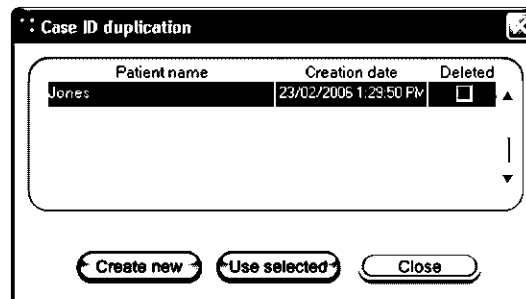 Case ID duplication
Patient name Creation date Deleted
Jones 23/02/2006 1:29:50 PM
Create new Use selected Close